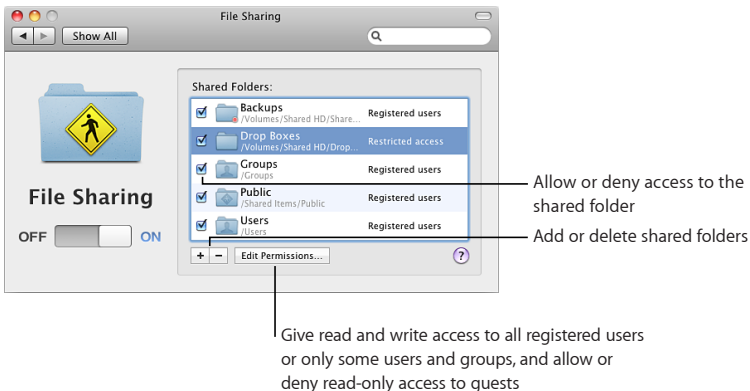 File Sharing
Show All
Shared Folders:
Backups
/Volumes/Shared HD/Share...
Registered users
Drop Boxes
/Volumes/Shared HD/Drop...
Restricted access
Groups
/Groups
Registered users
Public
/Shared Items/Public
Registered users
Users
/Users
Registered users
File Sharing
OFF ON
+ − Edit Permissions... ?
Allow or deny access to the
shared folder
Add or delete shared folders
Give read and write access to all registered users
or only some users and groups, and allow or
deny read-only access to guests